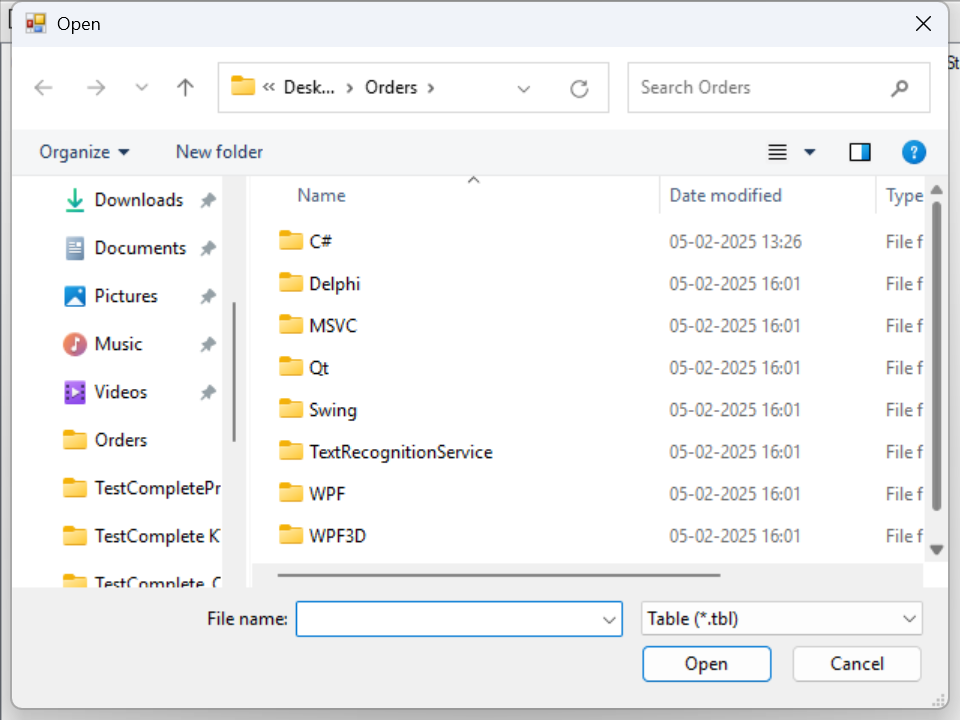 Open
« Desk... > Orders >
Search Orders
Organize
New folder
Name
Date modified
Type
Downloads
Documents
Pictures
Music
Videos
Orders
TestCompletePr
TestComplete K
TestComplete_C
C# 05-02-2025 13:26 File f
Delphi 05-02-2025 16:01 File f
MSVC 05-02-2025 16:01 File f
Qt 05-02-2025 16:01 File f
Swing 05-02-2025 16:01 File f
TextRecognitionService 05-02-2025 16:01 File f
WPF 05-02-2025 16:01 File f
WPF3D 05-02-2025 16:01 File f
File name:
Table (*.tbl)
Open
Cancel
St